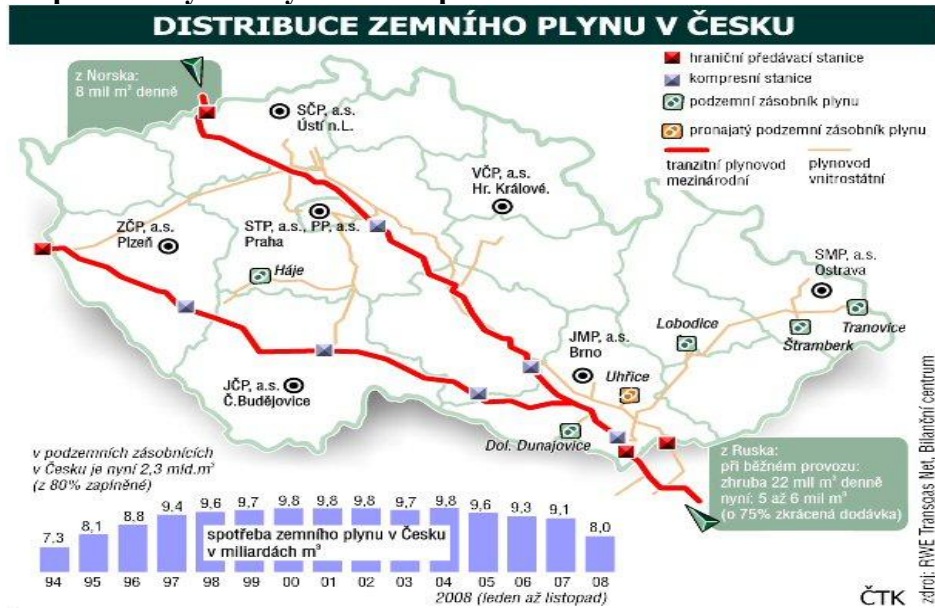 DISTRIBUCE ZEMNÍHO PLYNU V ČESKU
z Norska:
8 mil m³ denně
hraniční předávací stanice
kompresní stanice
podzemní zásobník plynu
pronajatý podzemní zásobník plynu
tranzitní plynovod
mezinárodní
plynovod
vnitrostátní
SČP, a.s.
Ústí n.L.
VČP, a.s.
Hr. Králové.
ZČP, a.s.
Plzeň
STP, a.s., PP, a.s.
Praha
Háje
SMP, a.s.
Ostrava
Lobodice
Tranovice
Štramberk
JMP, a.s.
Brno
Uhřice
JČP, a.s.
Č.Budějovice
Dol. Dunajovice
z Ruska:
při běžném provozu:
zhruba 22 mil m³ denně
nyní: 5 až 6 mil m³
(o 75% zkrácená dodávka)
v podzemních zásobnících
v Česku je nyní 2,3 mld.m³
(z 80% zaplněné)
7,3 8,1 8,8 9,4 9,6 9,7 9,8 9,8 9,8 9,7 9,8 9,6 9,3 9,1 8,0
spotřeba zemního plynu v Česku
v miliardách m³
94 95 96 97 98 99 00 01 02 03 04 05 06 07 08
2008 (leden až listopad)
ČTK
zdroj: RWE Transgas Net, Bilanční centrum